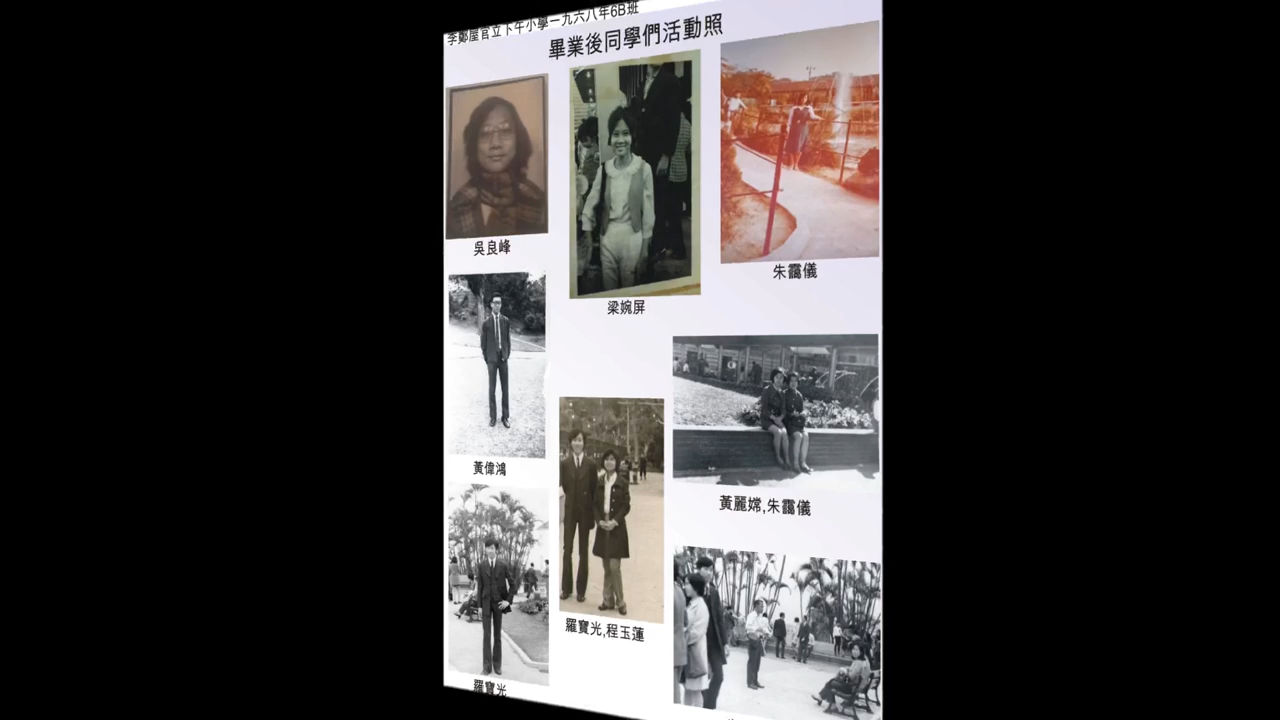 李鄭屋官立下午小學一九六八年6B班
畢業後同學們活動照
吳良峰
梁婉屏
朱靄儀
黃偉鴻
黃麗嫦,朱靄儀
羅寶光,程玉蓮
羅寶光